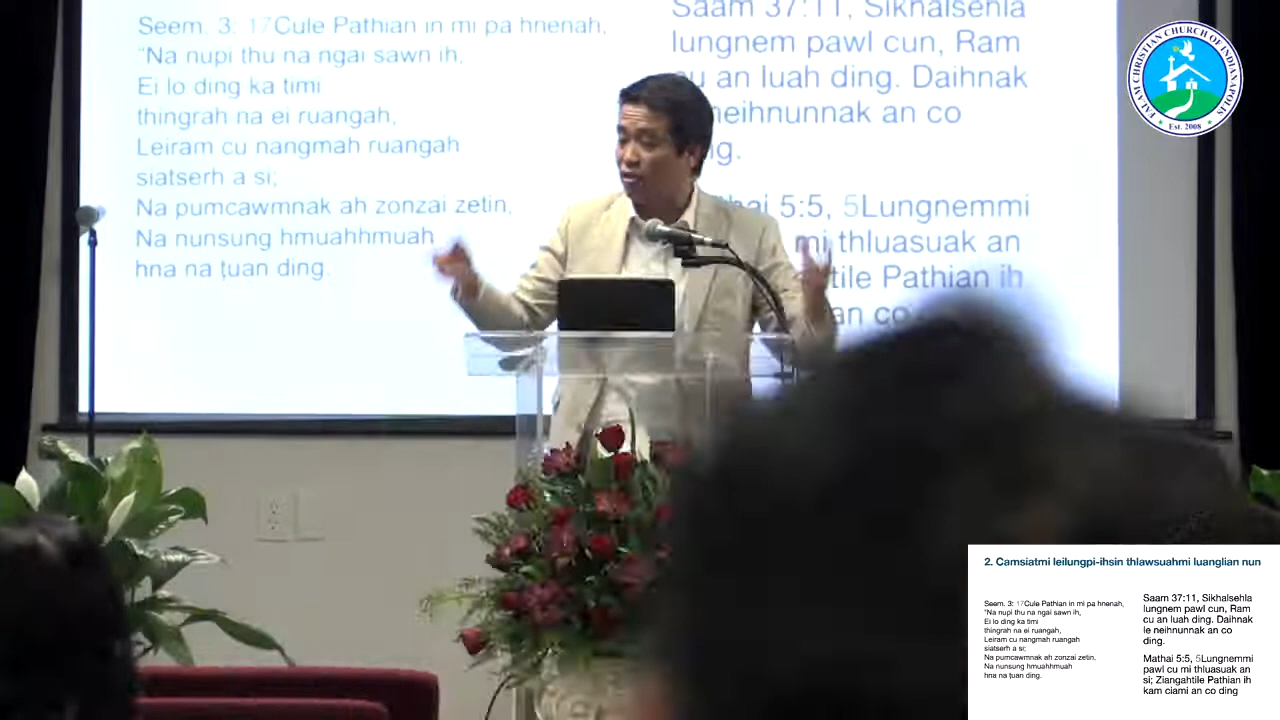 Seem. 3: 17Cule Pathian in mi pa hnenah,
“Na nupi thu na ngai sawn ih,
Ei lo ding ka timi
thingrah na ei ruangah,
Leiram cu nangmah ruangah
siatserh a si;
Na pumcawmnak ah zonzai zetin,
Na nunsung hmuahhmuah
hna na ṭuan ding.
Saam 37:11, Sikhalsehla
lungnem pawl cun, Ram
cu an luah ding. Daihnak
neihnunnak an co
5:5, 5Lungnemmi
mi thluasuak an
Pathian ih
an co
FALAM CHRISTIAN CHURCH OF INDIANAPOLIS
Est. 2008
2. Camsiatmi leilungpi-ihsin thlawsuahmi luanglian nun
Seem. 3: 17Cule Pathian in mi pa hnenah,
“Na nupi thu na ngai sawn ih,
Ei lo ding ka timi
thingrah na ei ruangah,
Leiram cu nangmah ruangah
siatserh a si;
Na pumcawmnak ah zonzai zetin.
Na nunsung hmuahhmuah
hna na ṭuan ding.
Saam 37:11, Sikhalsehla
lungnem pawl cun, Ram
cu an luah ding. Daihnak
le neihnunnak an co
ding.
Mathai 5:5, 5Lungnemmi
pawl cu mi thluasuak an
si; Ziangahtile Pathian ih
kam ciami an co ding